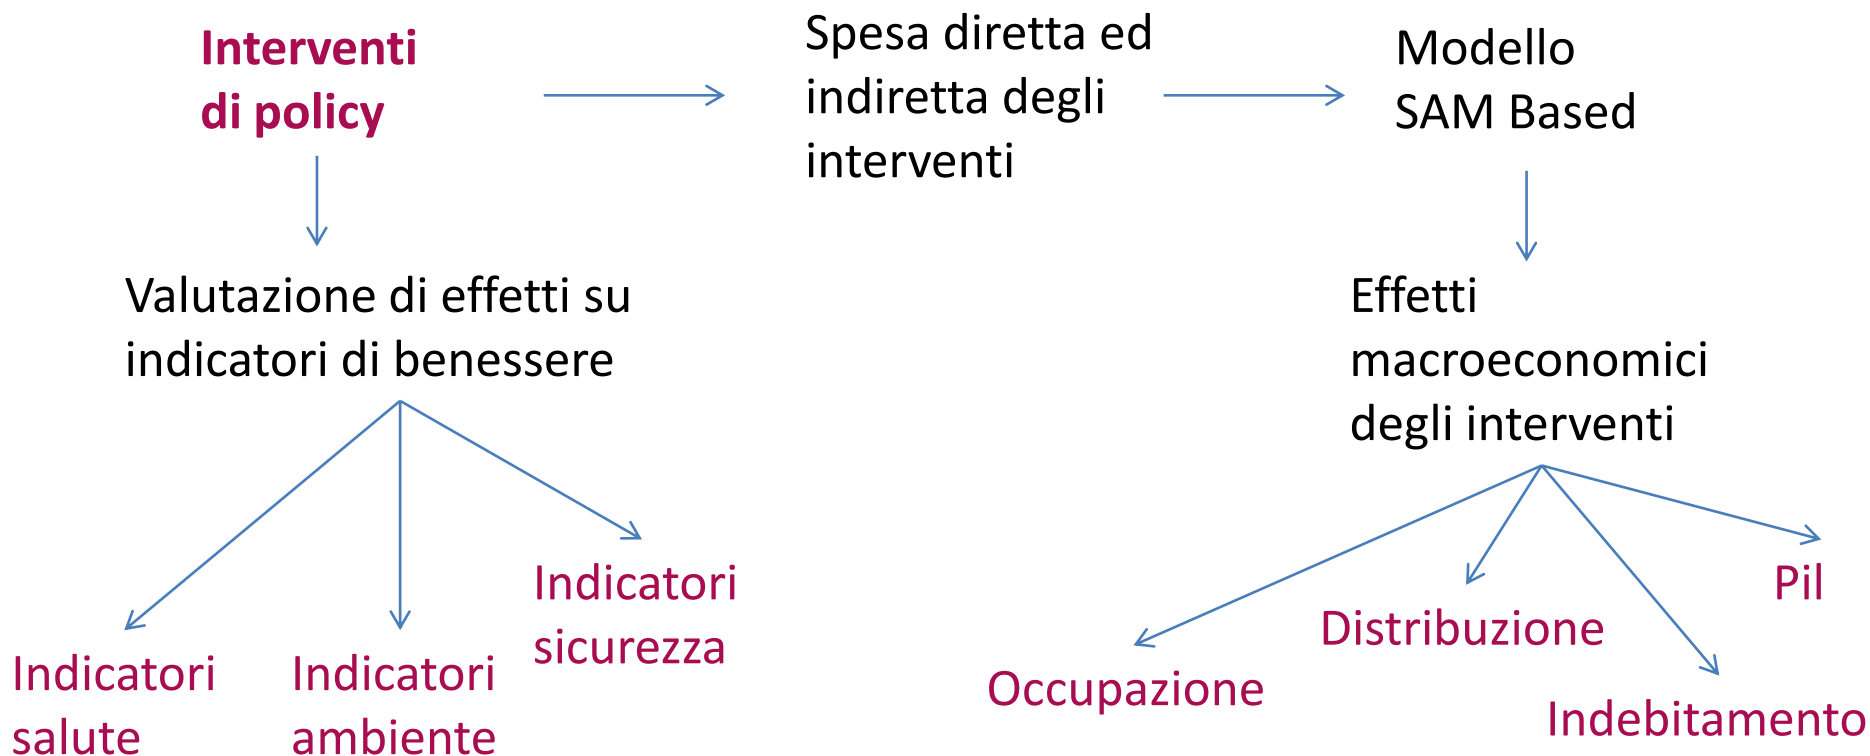 Interventi
di policy
Spesa diretta ed
indiretta degli
interventi
Modello
SAM Based
Valutazione di effetti su
indicatori di benessere
Effetti
macroeconomici
degli interventi
Indicatori
salute
Indicatori
ambiente
Indicatori
sicurezza
Occupazione
Distribuzione
Indebitamento
Pil